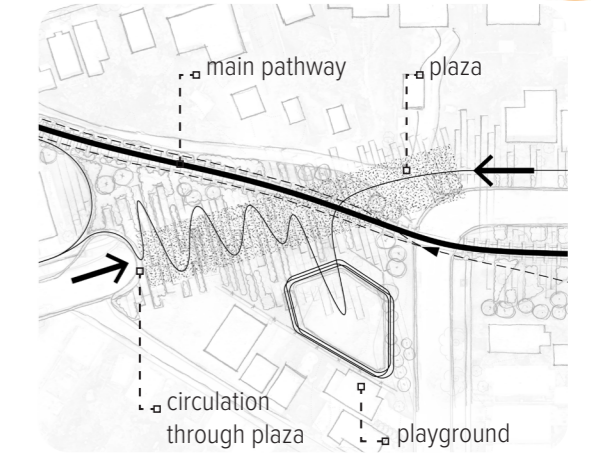 main pathway
plaza
circulation
through plaza
playground